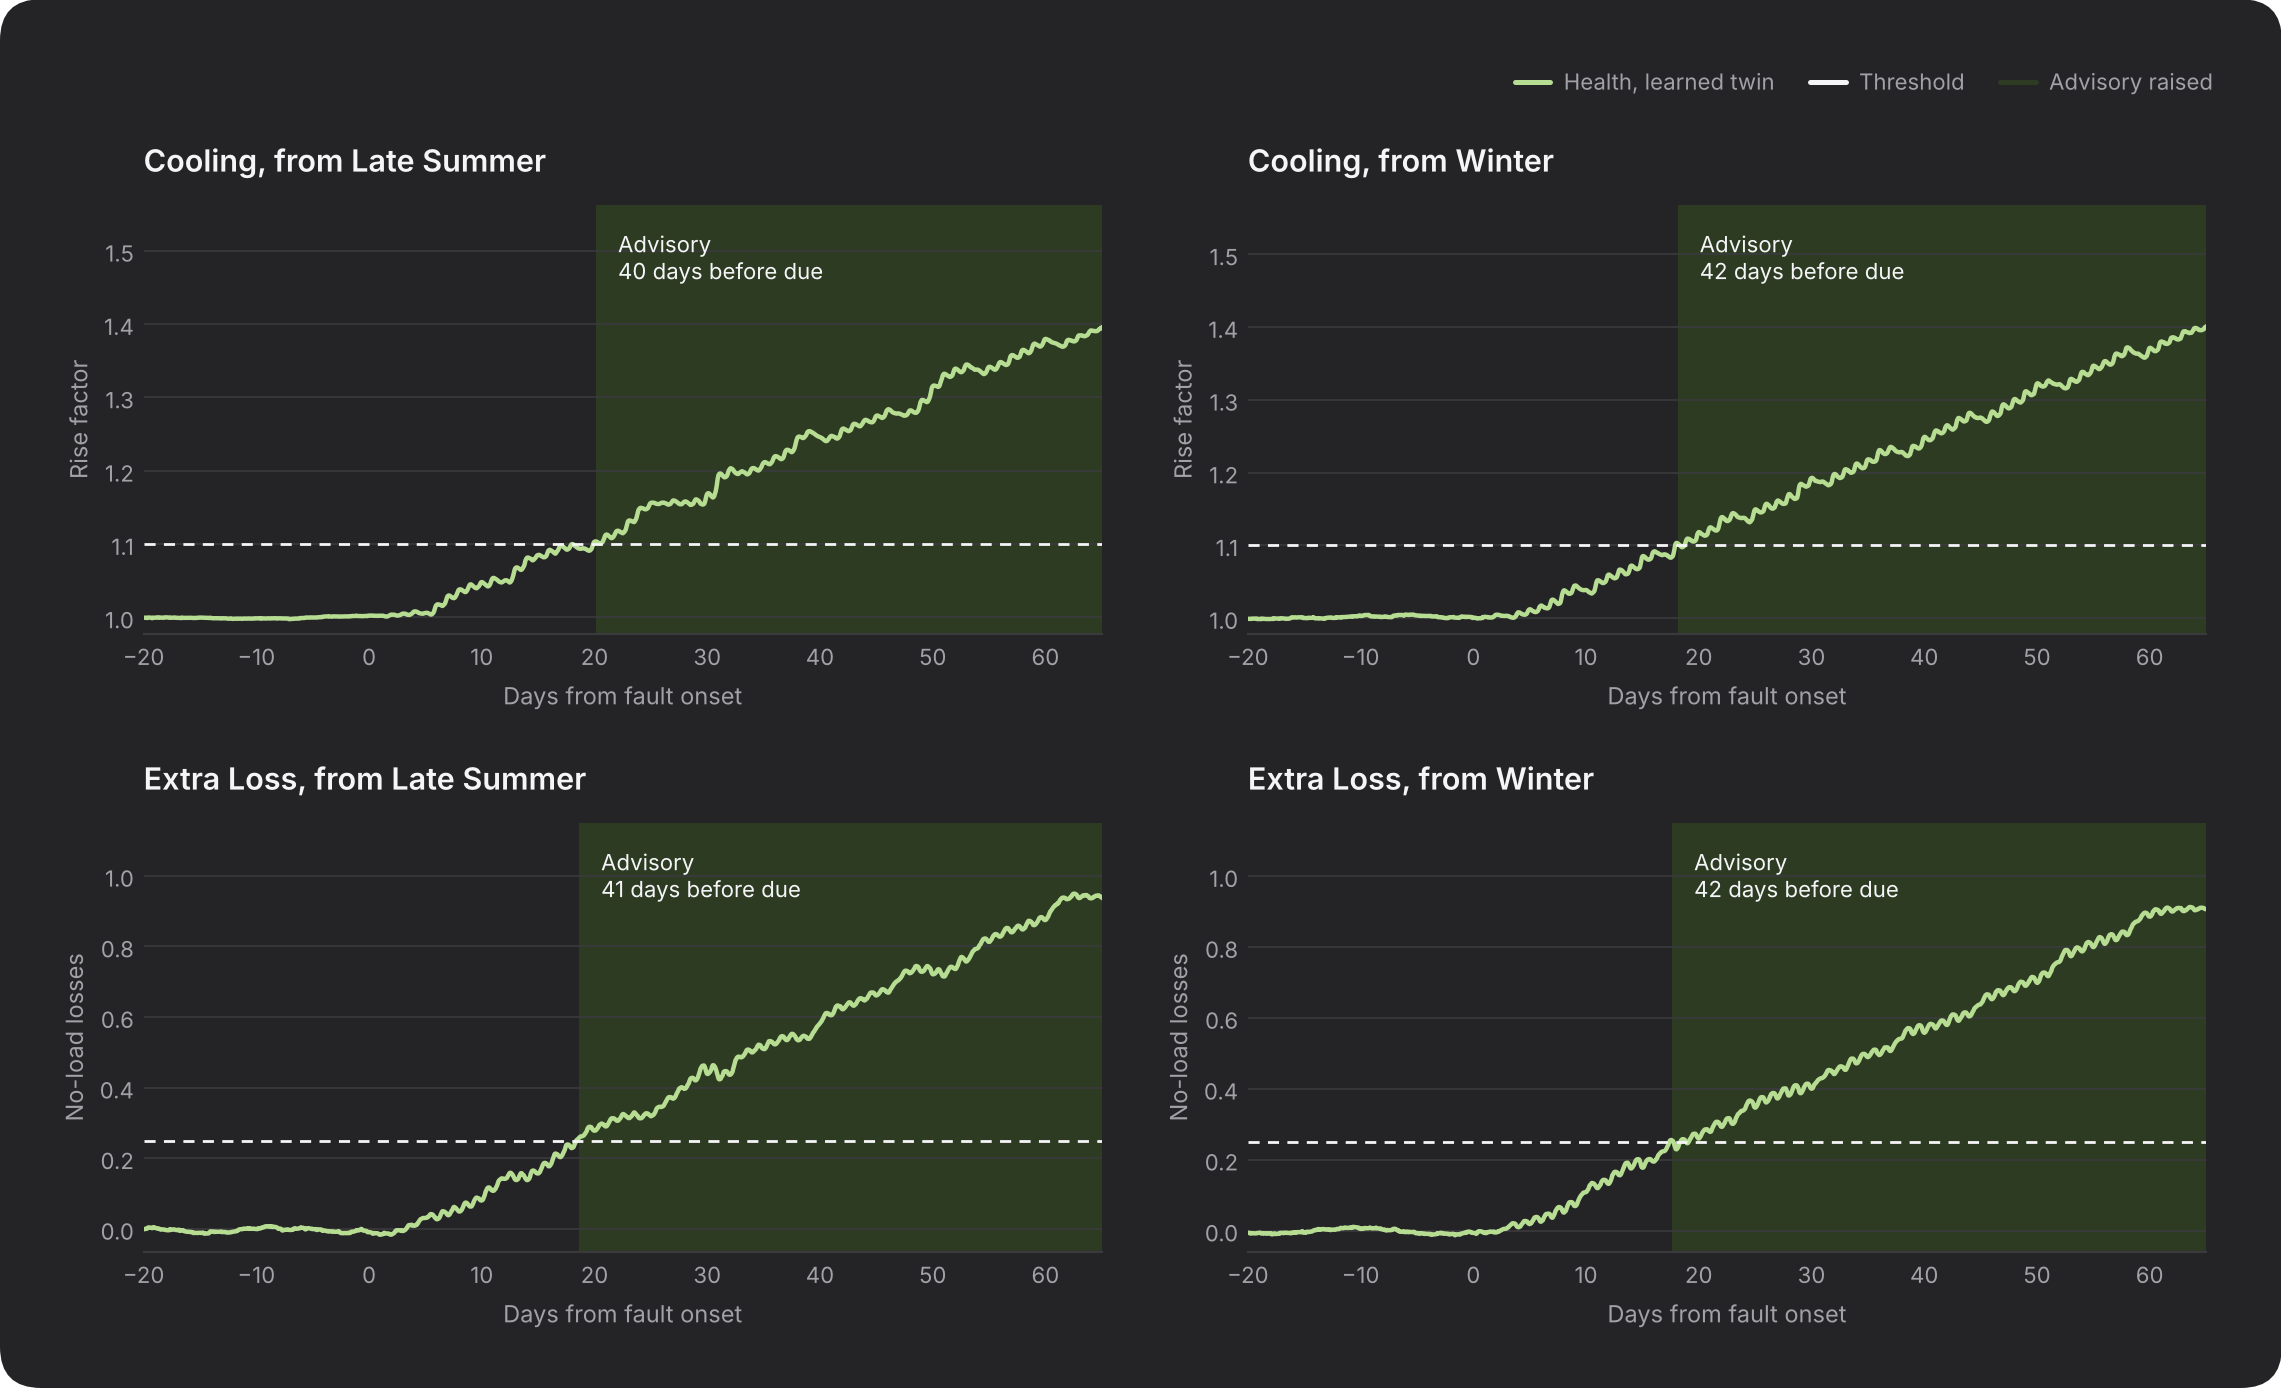 Health, learned twin
Threshold
Advisory raised
Cooling, from Late Summer
Advisory
40 days before due
1.5
1.4
1.3
1.2
1.1
1.0
Rise factor
−20 −10 0 10 20 30 40 50 60
Days from fault onset
Cooling, from Winter
Advisory
42 days before due
1.5
1.4
1.3
1.2
1.1
1.0
Rise factor
−20 −10 0 10 20 30 40 50 60
Days from fault onset
Extra Loss, from Late Summer
Advisory
41 days before due
1.0
0.8
0.6
0.4
0.2
0.0
No-load losses
−20 −10 0 10 20 30 40 50 60
Days from fault onset
Extra Loss, from Winter
Advisory
42 days before due
1.0
0.8
0.6
0.4
0.2
0.0
No-load losses
−20 −10 0 10 20 30 40 50 60
Days from fault onset